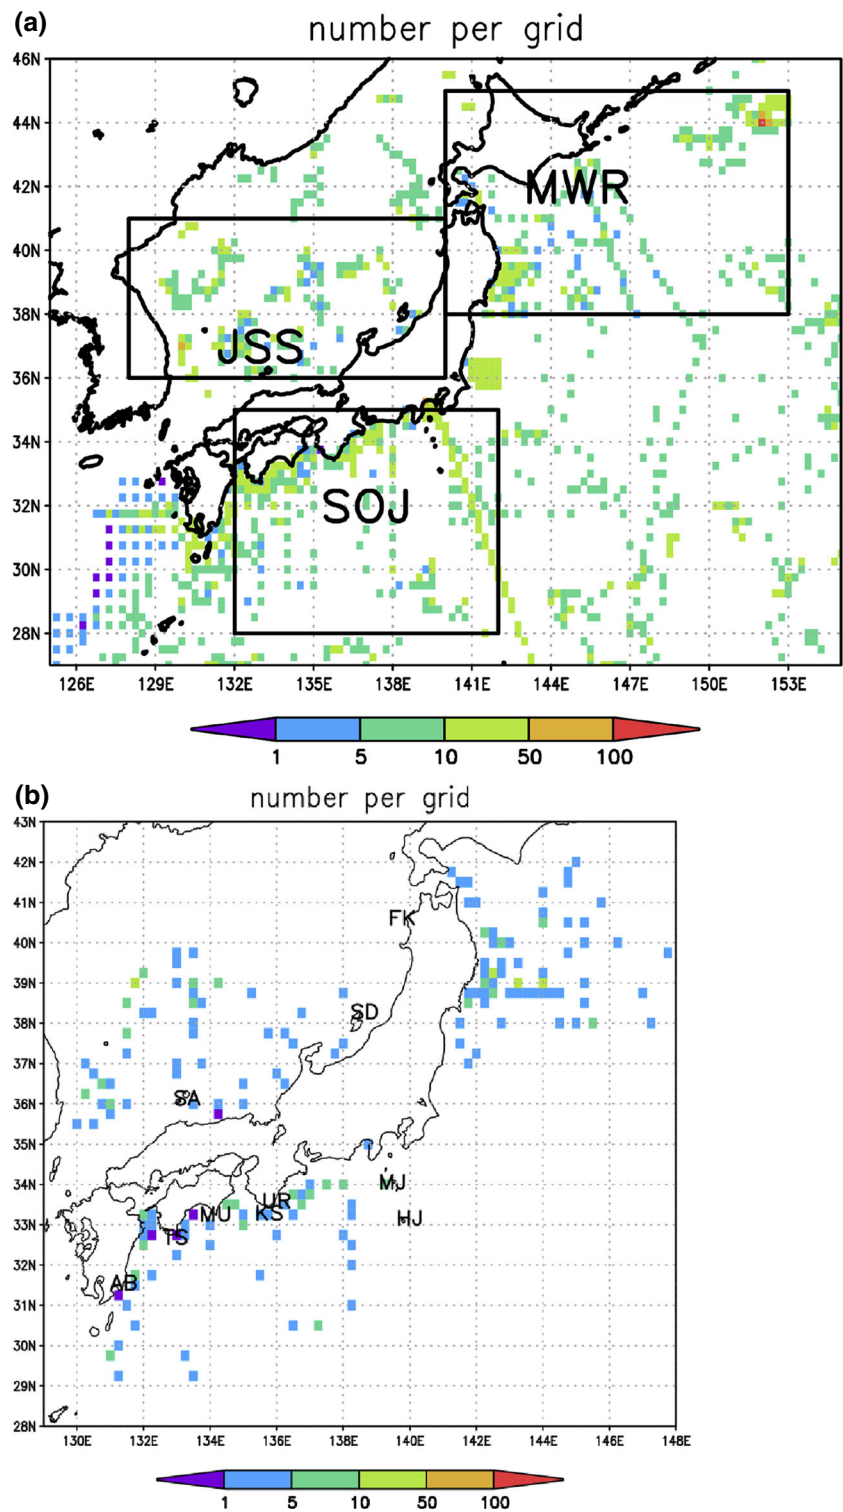 (a)
number per grid
46N
44N
42N
40N
38N
36N
34N
32N
30N
28N
MWR
JSS
SOJ
126E 129E 132E 135E 138E 141E 144E 147E 150E 153E
1 5 10 50 100
(b)
number per grid
43N
42N
41N
40N
39N
38N
37N
36N
35N
34N
33N
32N
31N
30N
29N
28N
FK
SD
SA
MJ
UR
MU KS HJ
TS
AB
130E 132E 134E 136E 138E 140E 142E 144E 146E 148E
1 5 10 50 100